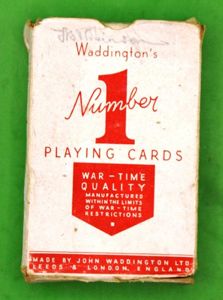 Waddington's
Number
1
PLAYING CARDS
WAR-TIME
QUALITY
MANUFACTURED
WITHIN THE LIMITS
OF WAR-TIME
RESTRICTIONS
MADE BY JOHN WADDINGTON LTD
LEEDS & LONDON, ENGLAND